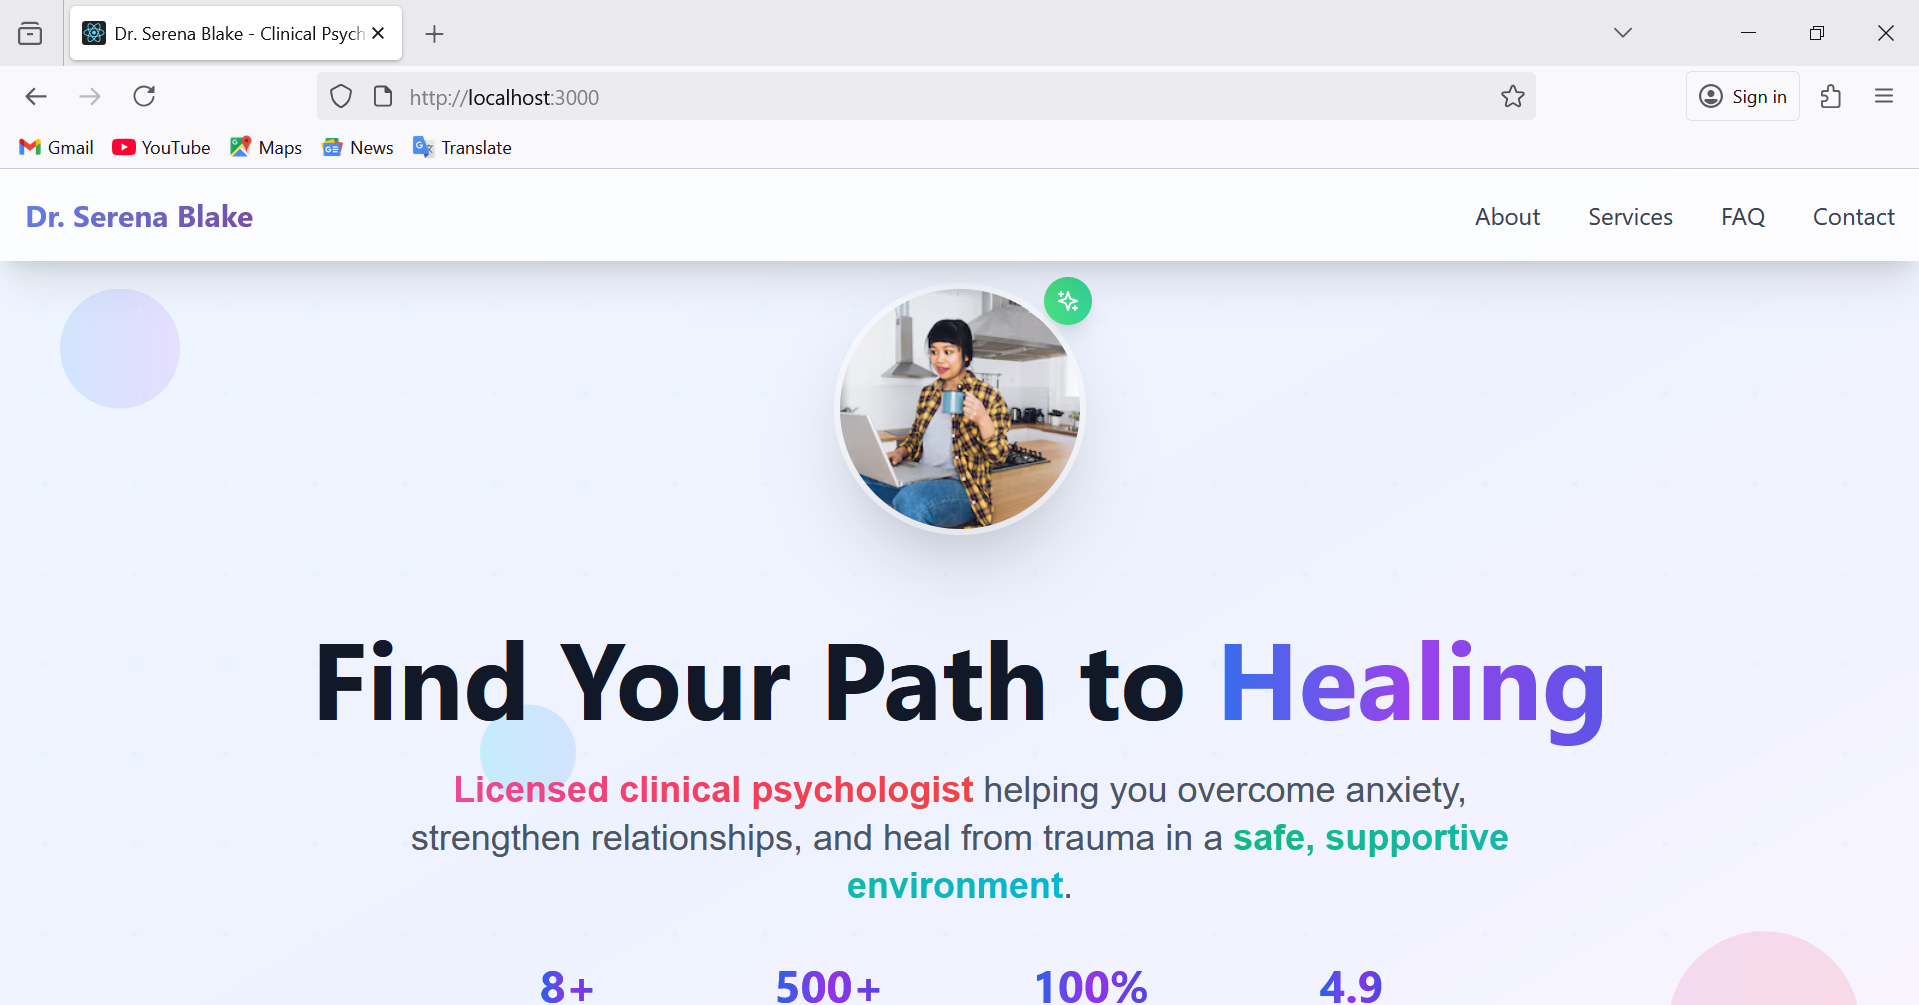 Dr. Serena Blake - Clinical Psych
http://localhost:3000
Sign in
Gmail YouTube Maps News Translate
Dr. Serena Blake
About Services FAQ Contact
Find Your Path to Healing
Licensed clinical psychologist helping you overcome anxiety,
strengthen relationships, and heal from trauma in a safe, supportive
environment.
8+ 500+ 100% 4.9